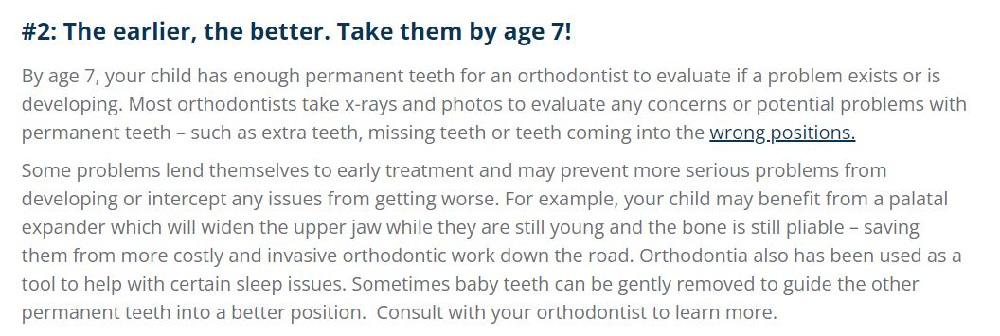 #2: The earlier, the better. Take them by age 7!
By age 7, your child has enough permanent teeth for an orthodontist to evaluate if a problem exists or is
developing. Most orthodontists take x-rays and photos to evaluate any concerns or potential problems with
permanent teeth – such as extra teeth, missing teeth or teeth coming into the wrong positions.
Some problems lend themselves to early treatment and may prevent more serious problems from
developing or intercept any issues from getting worse. For example, your child may benefit from a palatal
expander which will widen the upper jaw while they are still young and the bone is still pliable – saving
them from more costly and invasive orthodontic work down the road. Orthodontia also has been used as a
tool to help with certain sleep issues. Sometimes baby teeth can be gently removed to guide the other
permanent teeth into a better position.  Consult with your orthodontist to learn more.